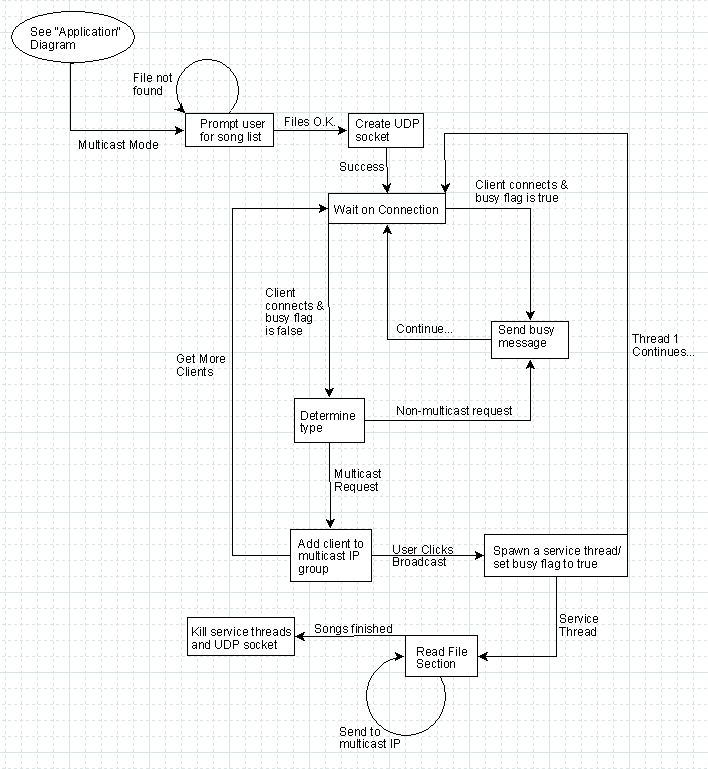 See "Application"
Diagram
File not
found
Multicast Mode
Prompt user
for song list
Files O.K.
Create UDP
socket
Success
Wait on Connection
Client connects &
busy flag is true
Client
connects &
busy flag
is false
Continue...
Send busy
message
Thread 1
Continues...
Get More
Clients
Determine
type
Non-multicast request
Multicast
Request
Add client to
multicast IP
group
User Clicks
Broadcast
Spawn a service thread/
set busy flag to true
Service
Thread
Kill service threads
and UDP socket
Songs finished
Read File
Section
Send to
multicast IP